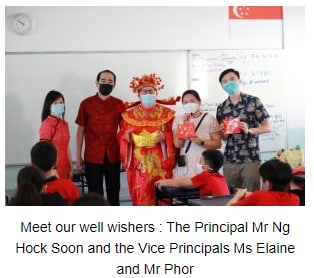 Meet our well wishers : The Principal Mr Ng
Hock Soon and the Vice Principals Ms Elaine
and Mr Phor